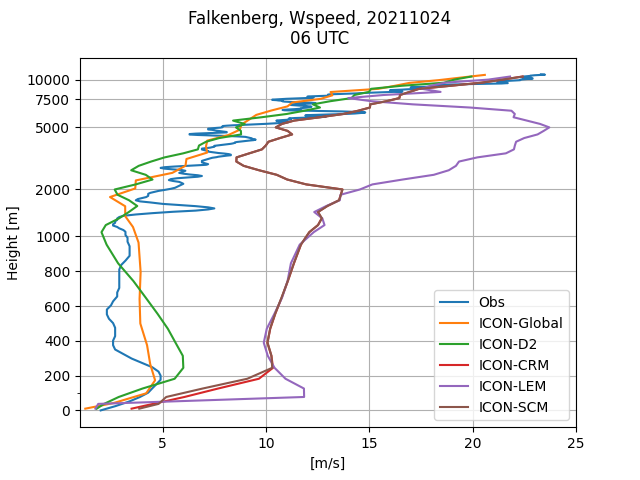 Falkenberg, Wspeed, 20211024
06 UTC
Height [m]
10000
7500
5000
2000
1000
800
600
400
200
0
5
10
15
20
25
[m/s]
Obs
ICON-Global
ICON-D2
ICON-CRM
ICON-LEM
ICON-SCM